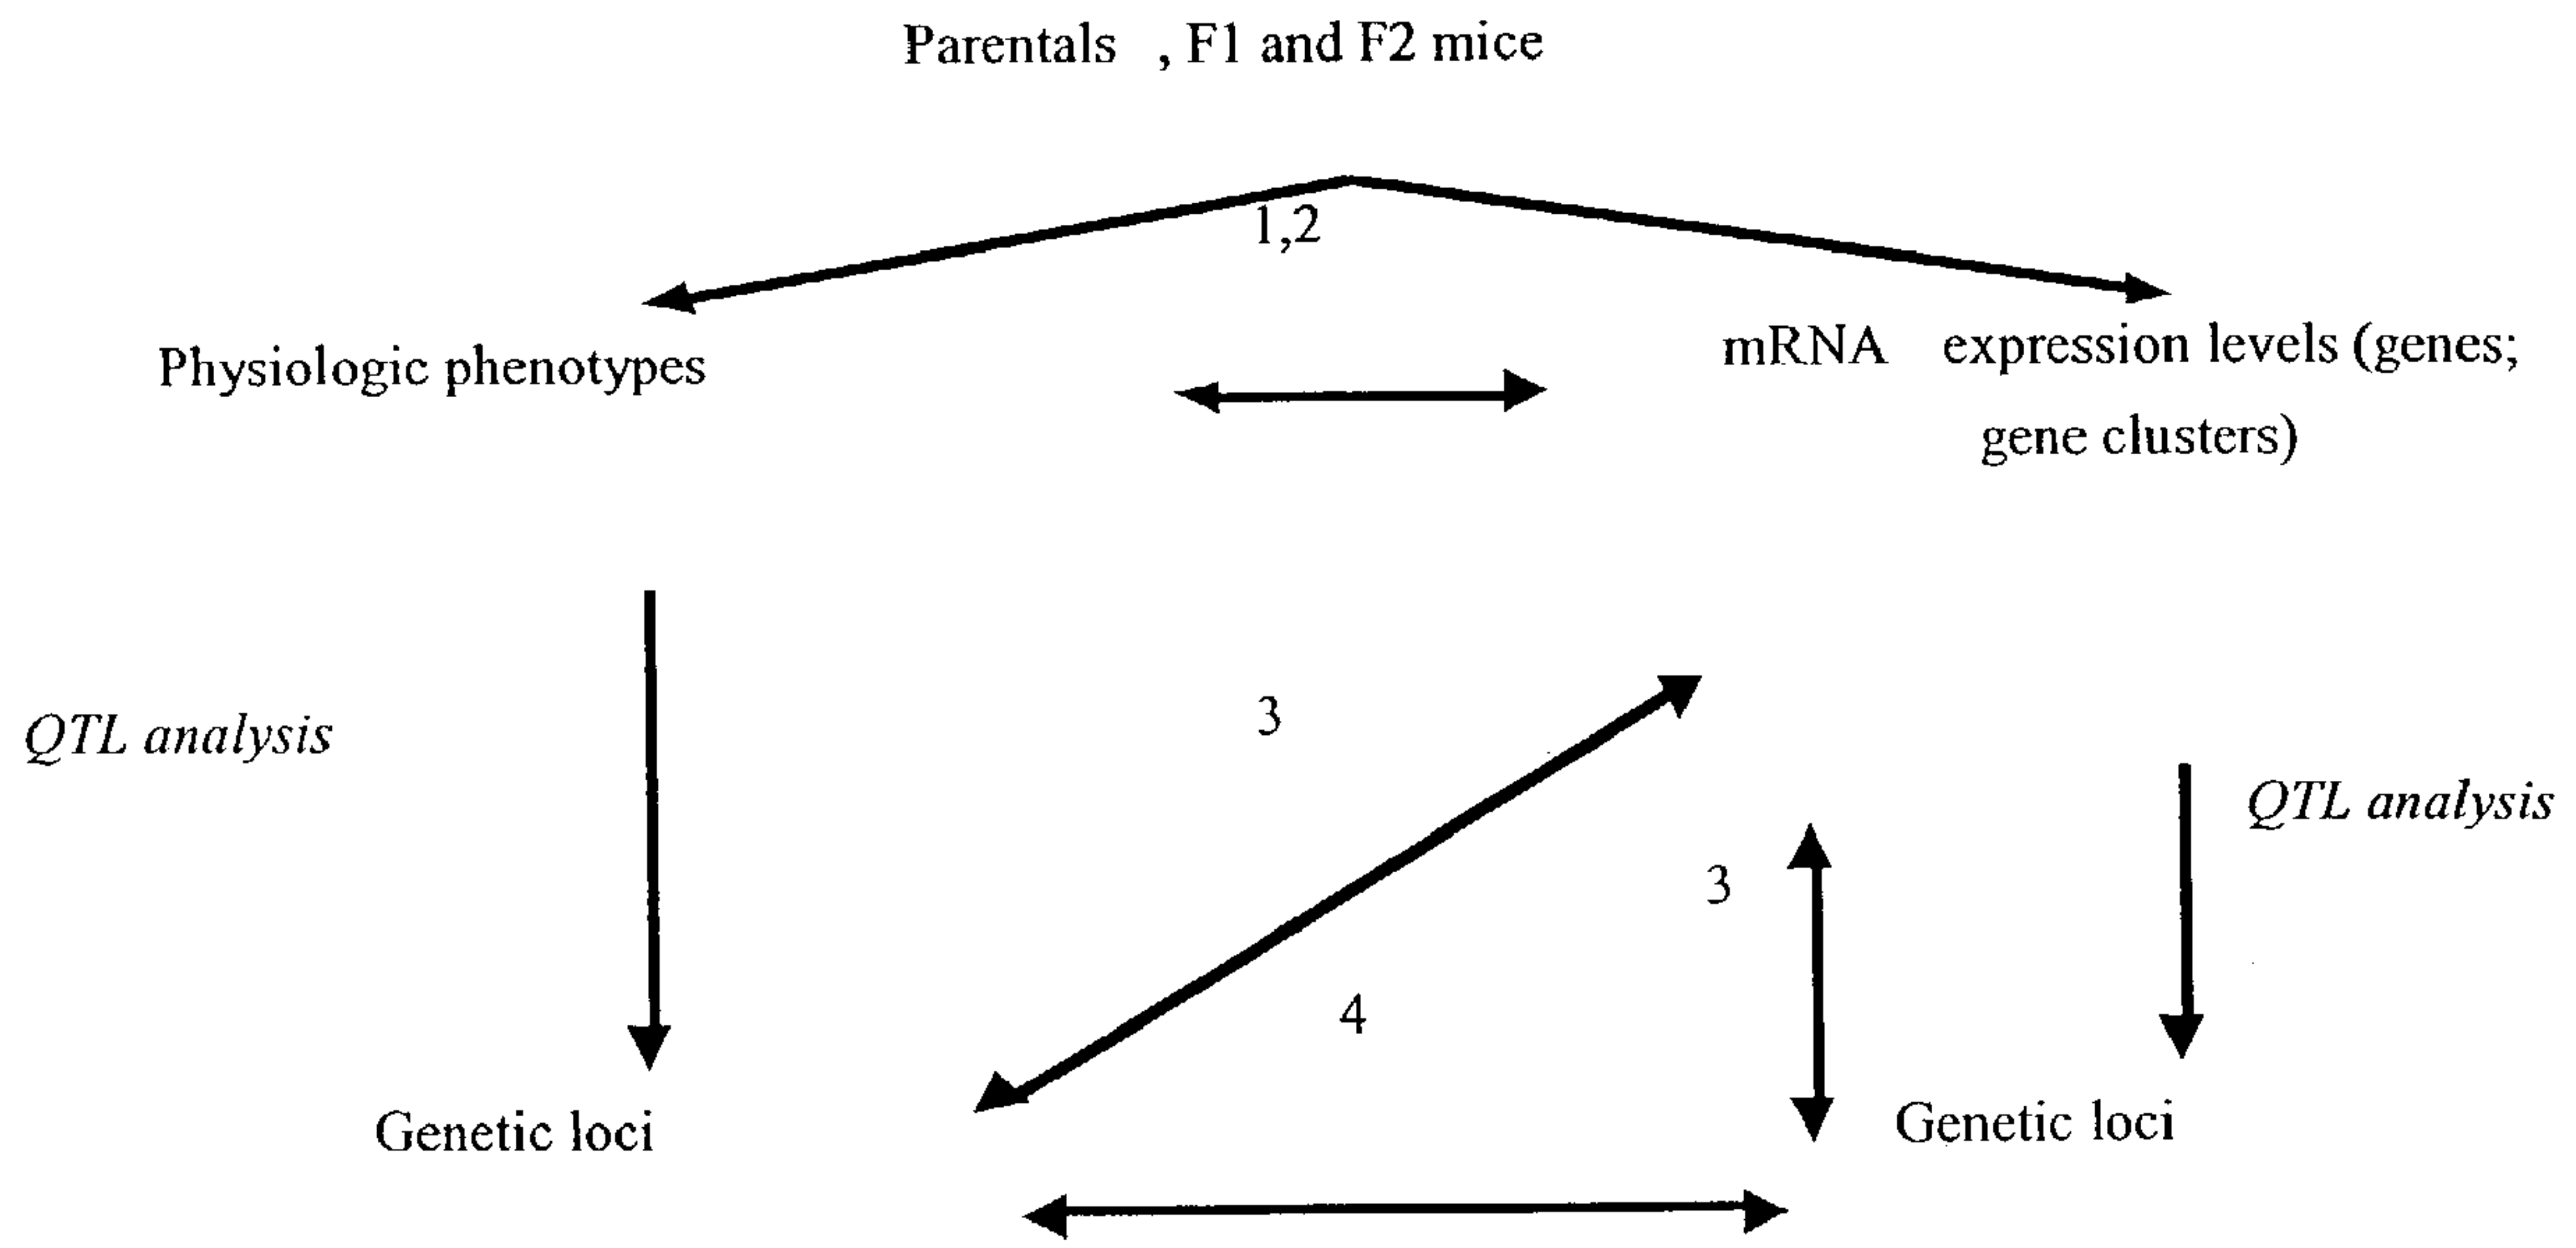 Parentals , F1 and F2 mice
1,2
Physiologic phenotypes
mRNA expression levels (genes;
gene clusters)
3
QTL analysis
QTL analysis
3
4
Genetic loci
Genetic loci